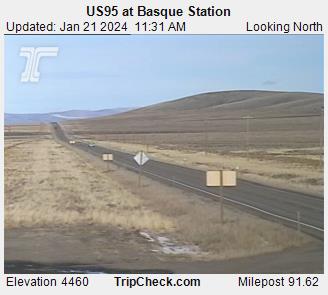 US95 at Basque Station
Updated: Jan 21 2024 11:31 AM Looking North
Elevation 4460 TripCheck.com Milepost 91.62